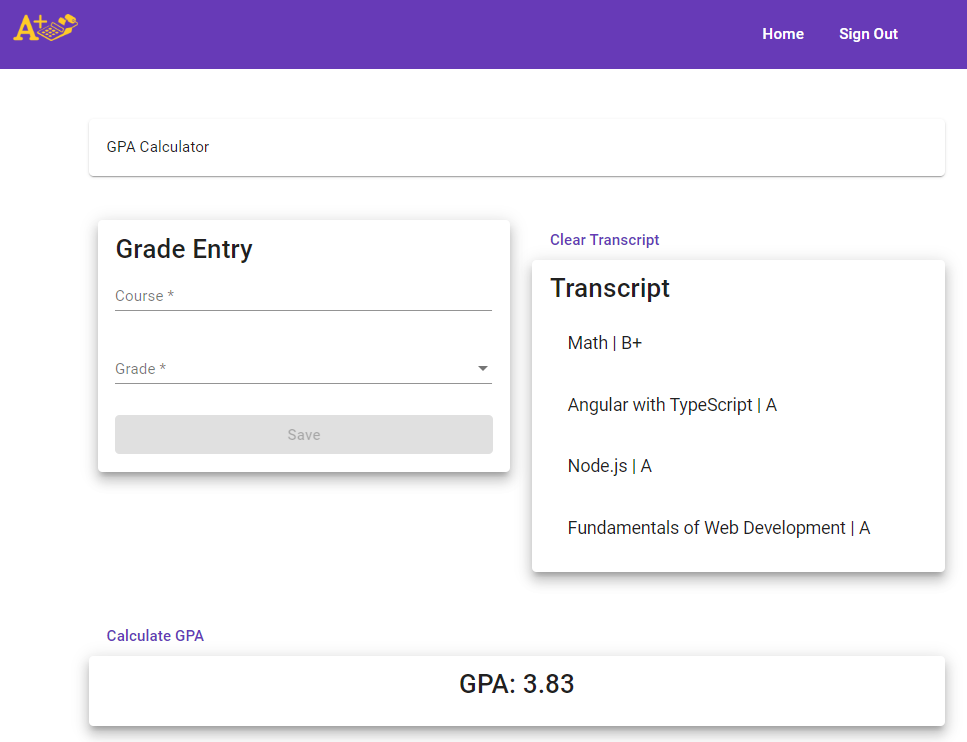 A+
Home
Sign Out
GPA Calculator
Grade Entry
Course *
Grade *
Save
Clear Transcript
Transcript
Math | B+
Angular with TypeScript | A
Node.js | A
Fundamentals of Web Development | A
Calculate GPA
GPA: 3.83